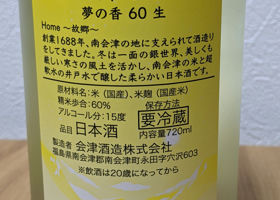 夢の香 60 生
Home ～故郷～
創業1688年、南会津の地に支えられて酒造り
をしてきました。冬は一面の銀世界、美しくも
厳しい寒さの風土を活かし、南会津の米と超
軟水の井戸水で醸した柔らかい日本酒です。
原材料名:米(国産)、米麹(国産米)
精米歩合:60% 保存方法
アルコール分:15度 要冷蔵
品目 日本酒 内容量720ml
製造者 会津酒造株式会社
福島県南会津郡南会津町永田字穴沢603
※飲酒は20歳になってから